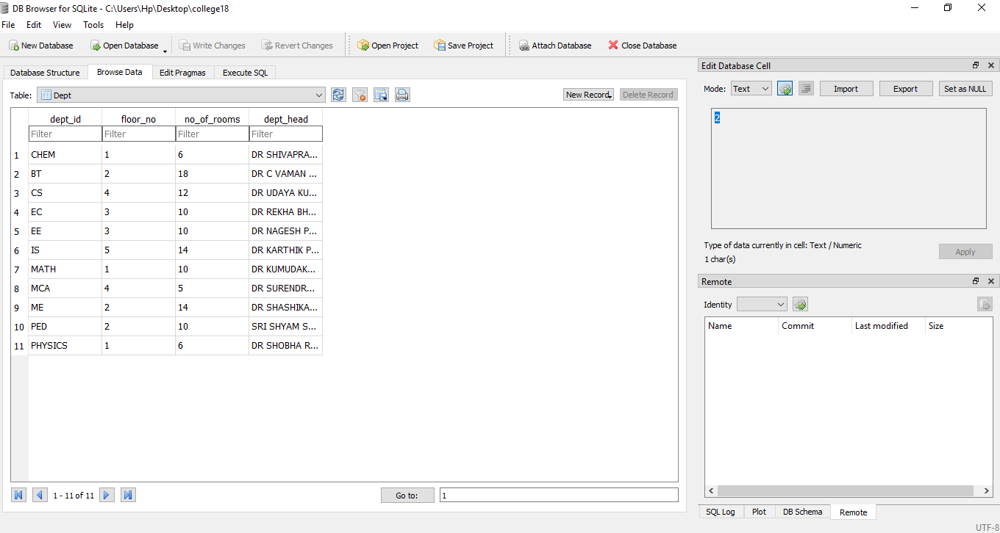 DB Browser for SQLite - C:\Users\Hp\Desktop\college18
File Edit View Tools Help
New Database Open Database Write Changes Revert Changes Open Project Save Project Attach Database Close Database
Database Structure Browse Data Edit Pragmas Execute SQL
Table: Dept New Record Delete Record
dept_id floor_no no_of_rooms dept_head
Filter Filter Filter Filter
1 CHEM 1 6 DR SHIVAPRA...
2 BT 2 18 DR C VAMAN ...
3 CS 4 12 DR UDAYA KU...
4 EC 3 10 DR REKHA BH...
5 EE 3 10 DR NAGESH P...
6 IS 5 14 DR KARTHIK P...
7 MATH 1 10 DR KUMUDAK...
8 MCA 4 5 DR SURENDR...
9 ME 2 14 DR SHASHIKA...
10 PED 2 10 SRI SHYAM S...
11 PHYSICS 1 6 DR SHOBHA R...
1 - 11 of 11 Go to: 1
Edit Database Cell
Mode: Text Import Export Set as NULL
2
Type of data currently in cell: Text / Numeric
1 char(s)
Apply
Remote
Identity
Name Commit Last modified Size
SQL Log Plot DB Schema Remote
UTF-8